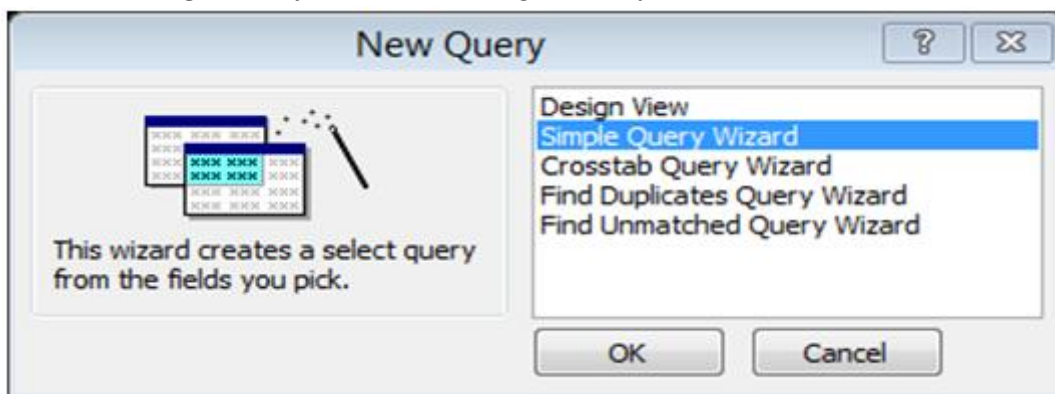 New Query
Design View
Simple Query Wizard
Crosstab Query Wizard
Find Duplicates Query Wizard
Find Unmatched Query Wizard
This wizard creates a select query
from the fields you pick.
OK
Cancel